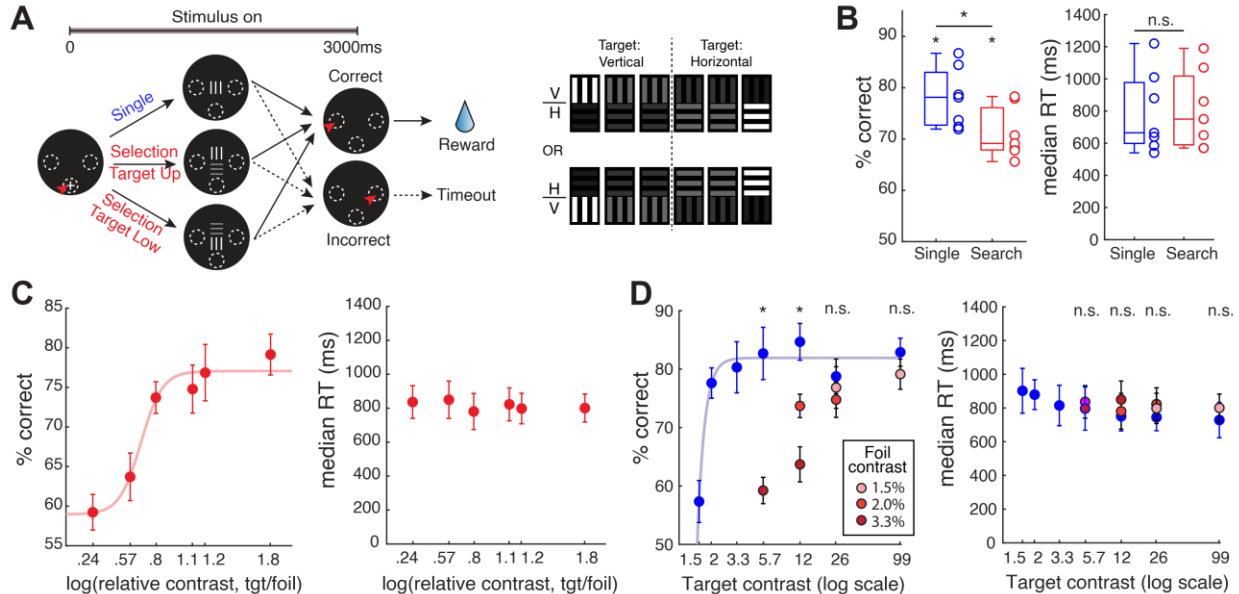 A
Stimulus on
0
3000ms
Single
Selection
Target Up
Selection
Target Low
Correct
Incorrect
Reward
Timeout
Target:
Vertical
Target:
Horizontal
V
H
OR
H
V
B
% correct
90
80
70
60
50
*
*
*
Single
Search
median RT (ms)
1400
1200
1000
800
600
400
200
0
n.s.
Single
Search
C
% correct
85
80
75
70
65
60
55
.24
.57
.8
1.1
1.2
1.8
log(relative contrast, tgt/foil)
median RT (ms)
1400
1200
1000
800
600
400
200
0
.24
.57
.8
1.1
1.2
1.8
log(relative contrast, tgt/foil)
D
% correct
90
80
70
60
50
*
*
n.s.
n.s.
Foil
contrast
1.5%
2.0%
3.3%
1.5
2
3.3
5.7
12
26
99
Target contrast (log scale)
median RT (ms)
1400
1200
1000
800
600
400
200
0
n.s.
n.s.
n.s.
n.s.
1.5
2
3.3
5.7
12
26
99
Target contrast (log scale)